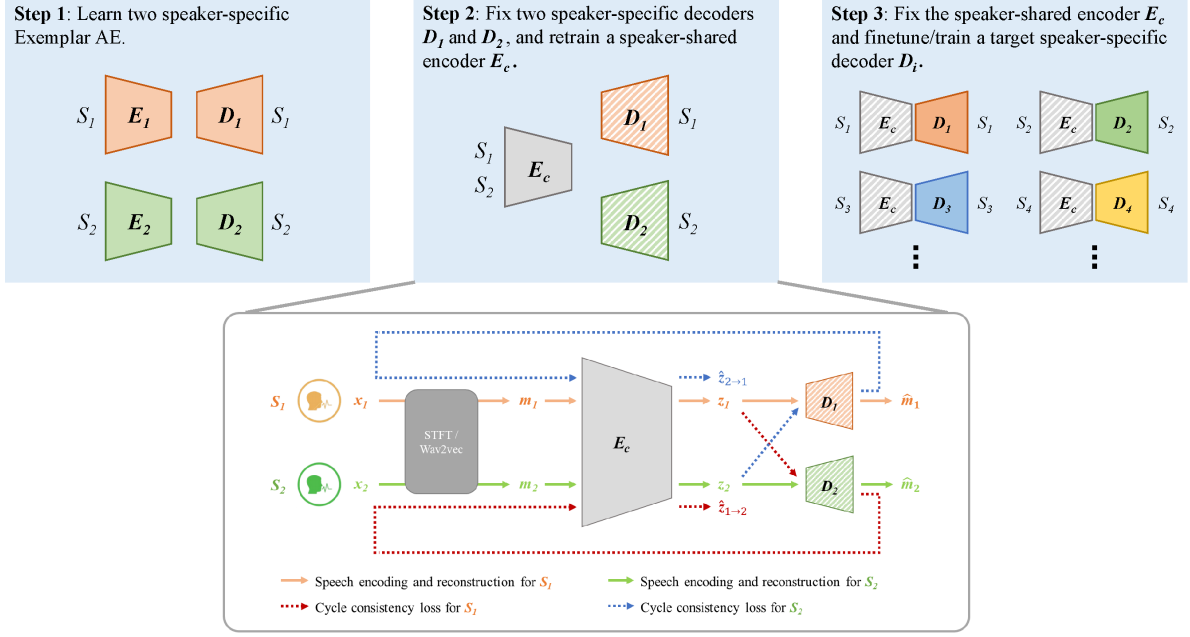 Step 1: Learn two speaker-specific
Exemplar AE.
S1 E1 D1 S1
S2 E2 D2 S2
Step 2: Fix two speaker-specific decoders
D1 and D2, and retrain a speaker-shared
encoder Ec.
D1 S1
S1
Ec
S2
D2 S2
Step 3: Fix the speaker-shared encoder Ec
and finetune/train a target speaker-specific
decoder Di.
S1 Ec D1 S1 S2 Ec D2 S2
S3 Ec D3 S3 S4 Ec D4 S4
⋮ ⋮
ẑ2→1
S1 x1 m1 z1 D1 m̂1
STFT /
Wav2vec
Ec
S2 x2 m2 z2 D2 m̂2
ẑ1→2
Speech encoding and reconstruction for S1
Speech encoding and reconstruction for S2
Cycle consistency loss for S1
Cycle consistency loss for S2